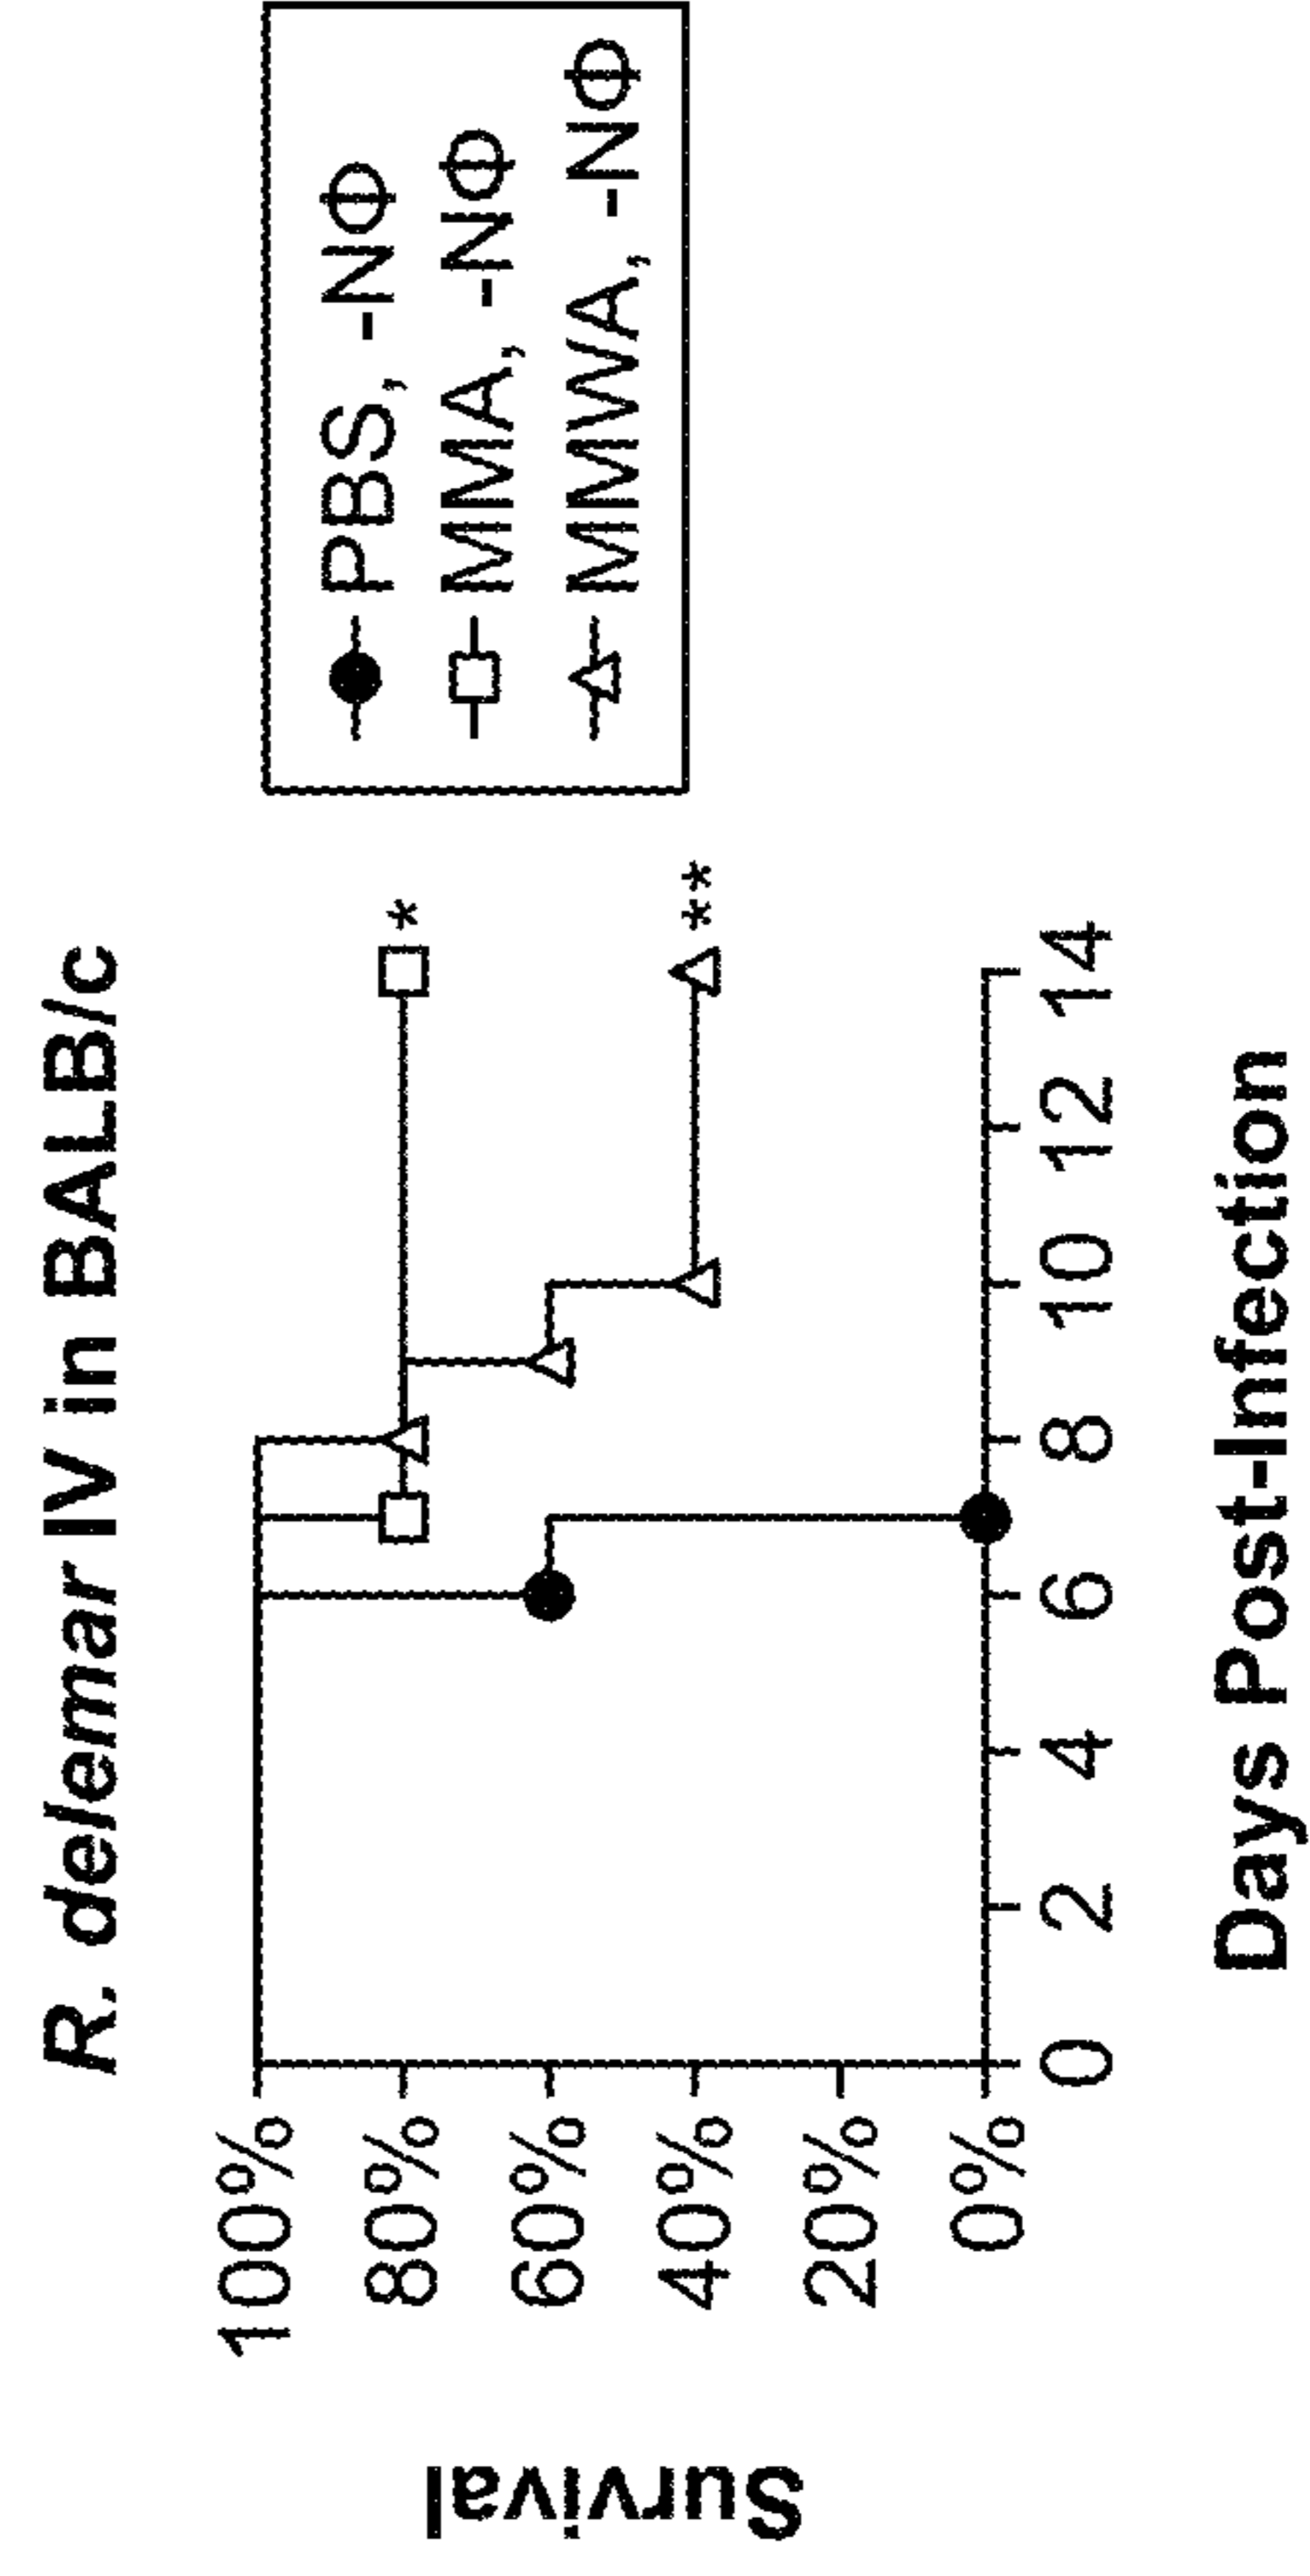 R. delemar IV in BALB/c
Survival
100%
80%
60%
40%
20%
0%
0 2 4 6 8 10 12 14
Days Post-Infection
*
**
PBS, -NΦ
MMA, -NΦ
MMWA, -NΦ